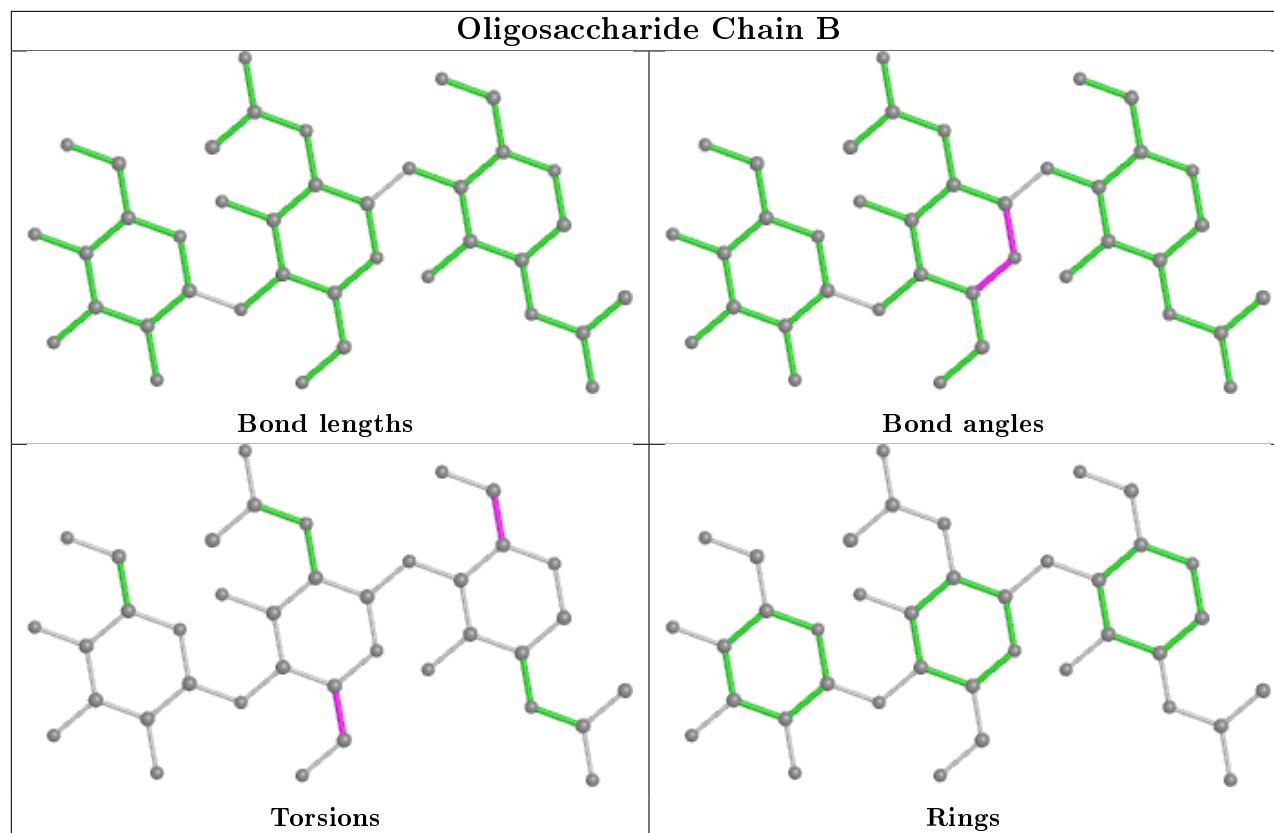 Oligosaccharide Chain B
Bond lengths
Bond angles
Torsions
Rings